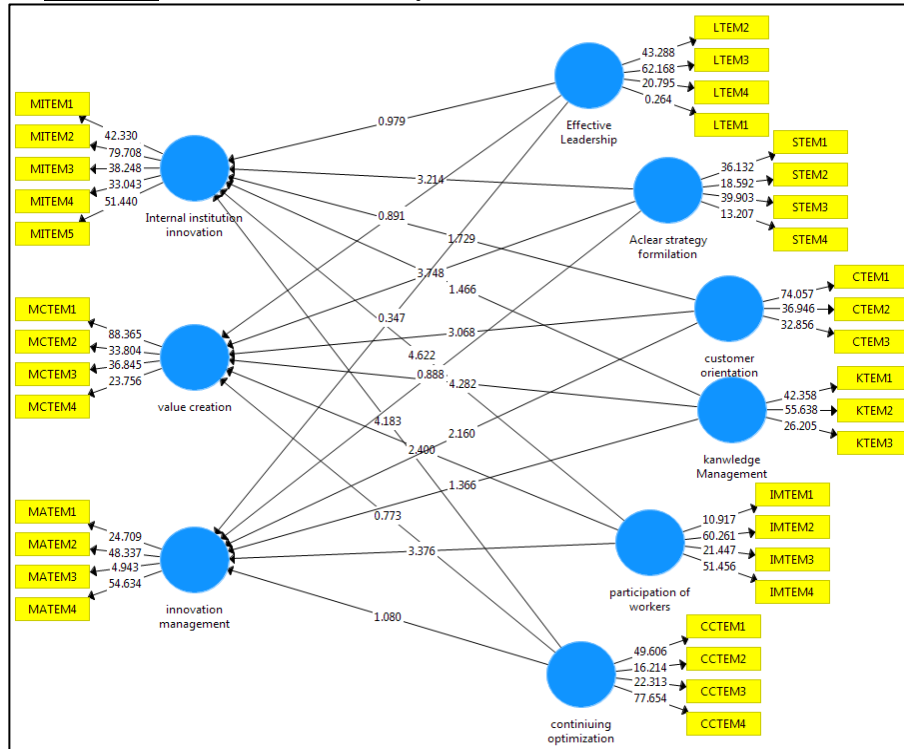 LTEM2
43.288
LTEM3
62.168
20.795
LTEM4
0.264
LTEM1
Effective
Leadership
MITEM1
42.330
MITEM2
79.708
MITEM3
38.248
33.043
MITEM4
51.440
MITEM5
Internal institution
innovation
0.979
3.214
0.891
1.729
STEM1
36.132
STEM2
18.592
39.903
STEM3
13.207
STEM4
Aclear strategy
formilation
3.748
1.466
CTEM1
74.057
36.946
CTEM2
32.856
CTEM3
customer
orientation
MCTEM1
88.365
MCTEM2
33.804
36.845
MCTEM3
23.756
MCTEM4
value creation
0.347
3.068
4.622
0.888
4.282
KTEM1
42.358
55.638
KTEM2
26.205
KTEM3
kanwledge
Management
4.183
2.160
2.400
1.366
0.773
3.376
1.080
IMTEM1
10.917
IMTEM2
60.261
21.447
IMTEM3
51.456
IMTEM4
participation of
workers
MATEM1
24.709
MATEM2
48.337
4.943
MATEM3
54.634
MATEM4
innovation
management
CCTEM1
49.606
CCTEM2
16.214
22.313
CCTEM3
77.654
CCTEM4
continiuing
optimization